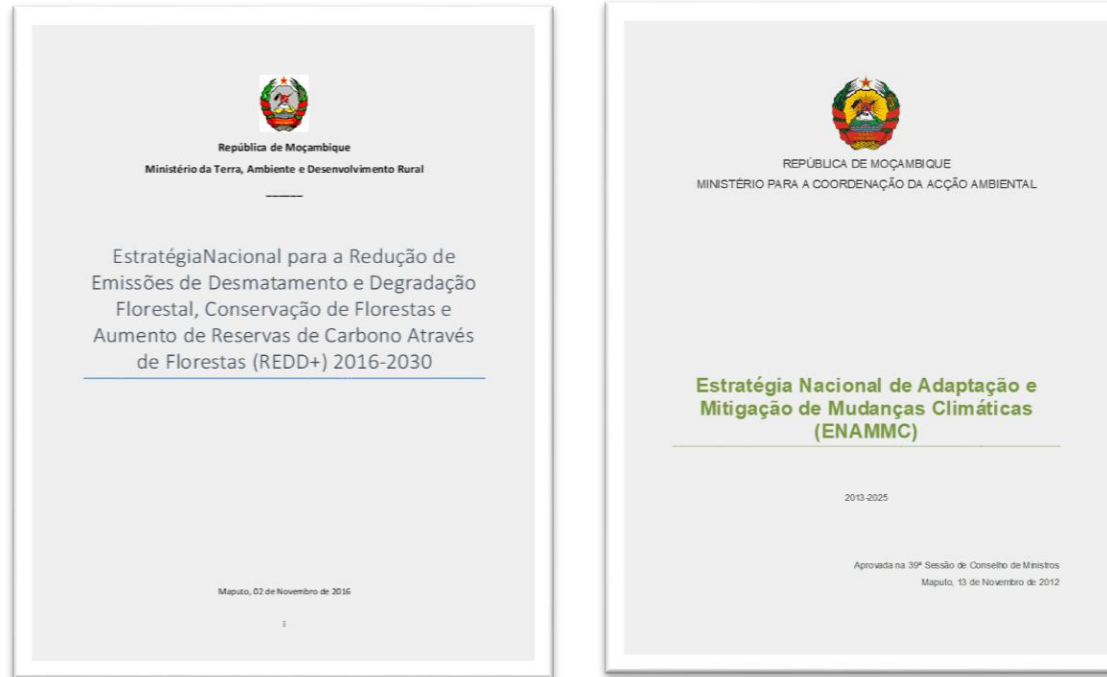 República de Moçambique
Ministério da Terra, Ambiente e Desenvolvimento Rural
EstratégiaNacional para a Redução de
Emissões de Desmatamento e Degradação
Florestal, Conservação de Florestas e
Aumento de Reservas de Carbono Através
de Florestas (REDD+) 2016-2030
Maputo, 02 de Novembro de 2016
i
REPÚBLICA DE MOÇAMBIQUE
MINISTÉRIO PARA A COORDENAÇÃO DA ACÇÃO AMBIENTAL
Estratégia Nacional de Adaptação e
Mitigação de Mudanças Climáticas
(ENAMMC)
2013-2025
Aprovada na 39ª Sessão de Conselho de Ministros
Maputo, 13 de Novembro de 2012